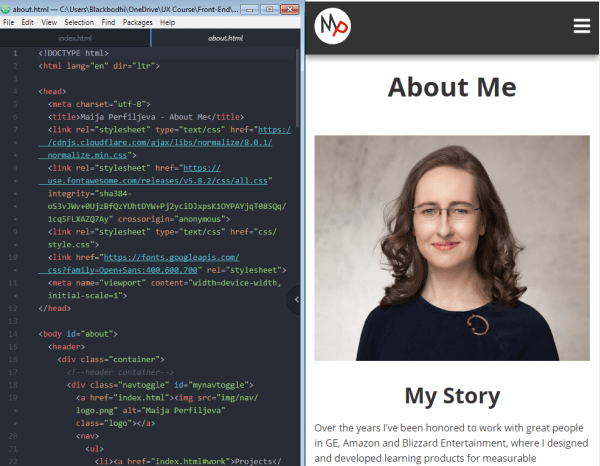 about.html — C:\Users\Blackbodhi\OneDrive\UX Course\Front-End\...
File Edit View Selection Find Packages Help
index.html about.html
1 <!DOCTYPE html>
2 <html lang="en" dir="ltr">
3
4 <head>
5 <meta charset="utf-8">
6 <title>Maija Perfiljeva - About Me</title>
7 <link rel="stylesheet" type="text/css" href="https:/
/cdnjs.cloudflare.com/ajax/libs/normalize/8.0.1/
normalize.min.css">
8 <link rel="stylesheet" href="https://
use.fontawesome.com/releases/v5.8.2/css/all.css"
integrity="sha384-
crossorigin="anonymous">
9 <link rel="stylesheet" type="text/css" href="css/
style.css">
10 <link href="https://fonts.googleapis.com/
css?family=Open+Sans:400,600,700" rel="stylesheet">
11 <meta name="viewport" content="width=device-width,
initial-scale=1">
12 </head>
13
14 <body id="about">
15 <header>
16 <div class="container">
17 <!--header container-->
18 <div class="navtoggle" id="mynavtoggle">
19 <a href="index.html"><img src="img/nav/
logo.png" alt="Maija Perfiljeva"
class="logo"></a>
20 <nav>
21 <ul>
22 <li><a href="index.html#work">Projects</
MP
About Me
My Story
Over the years I've been honored to work with great people
in GE, Amazon and Blizzard Entertainment, where I designed
and developed learning products for measurable